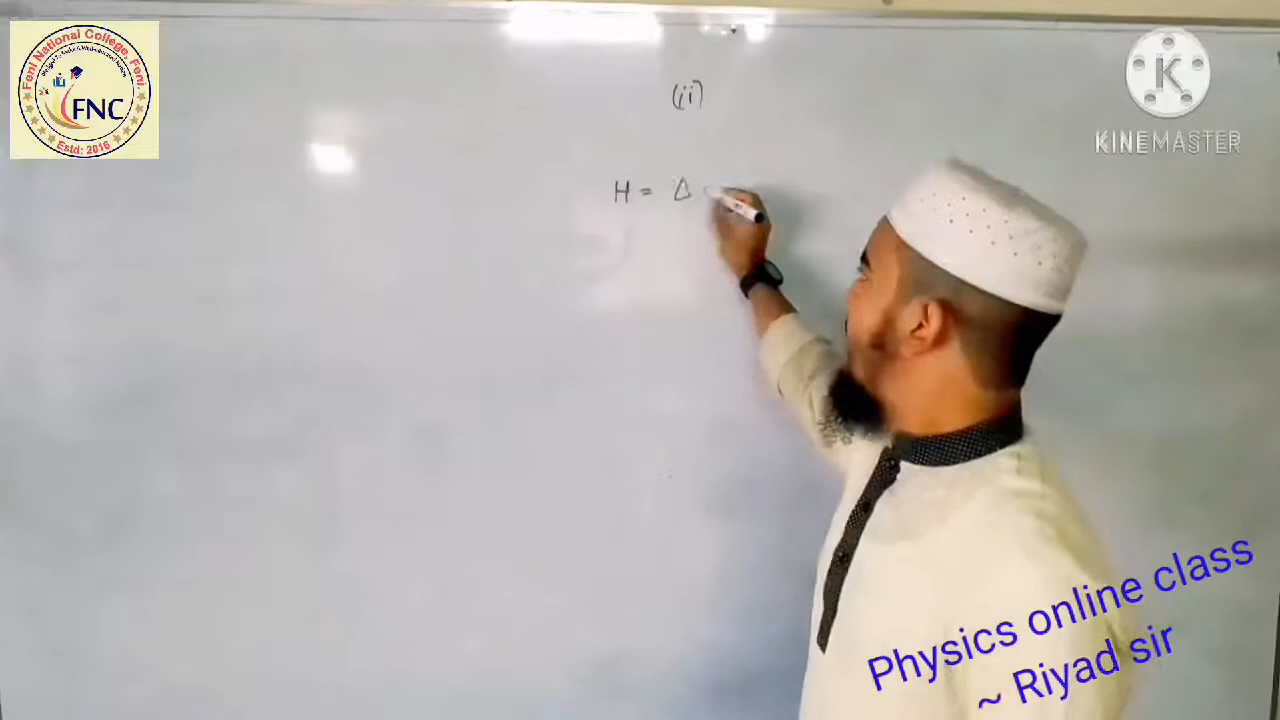 Feni National College, Feni.
FNC
Estd: 2016
(ii)
K
KINEMASTER
H = Δ
Physics online class
~ Riyad sir